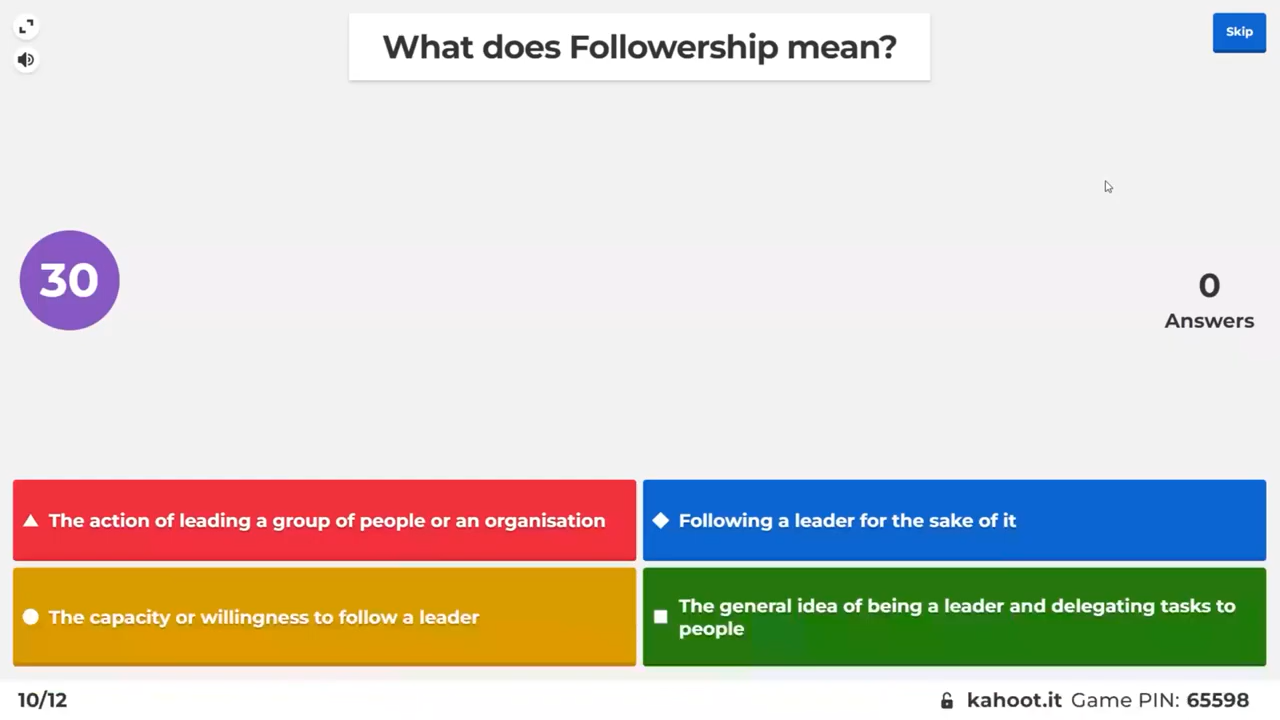 What does Followership mean?
Skip
30
0
Answers
The action of leading a group of people or an organisation
Following a leader for the sake of it
The capacity or willingness to follow a leader
The general idea of being a leader and delegating tasks to
people
10/12
kahoot.it Game PIN: 65598